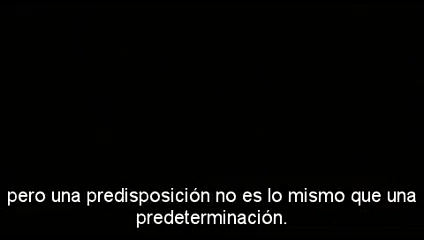 pero una predisposición no es lo mismo que una
predeterminación.